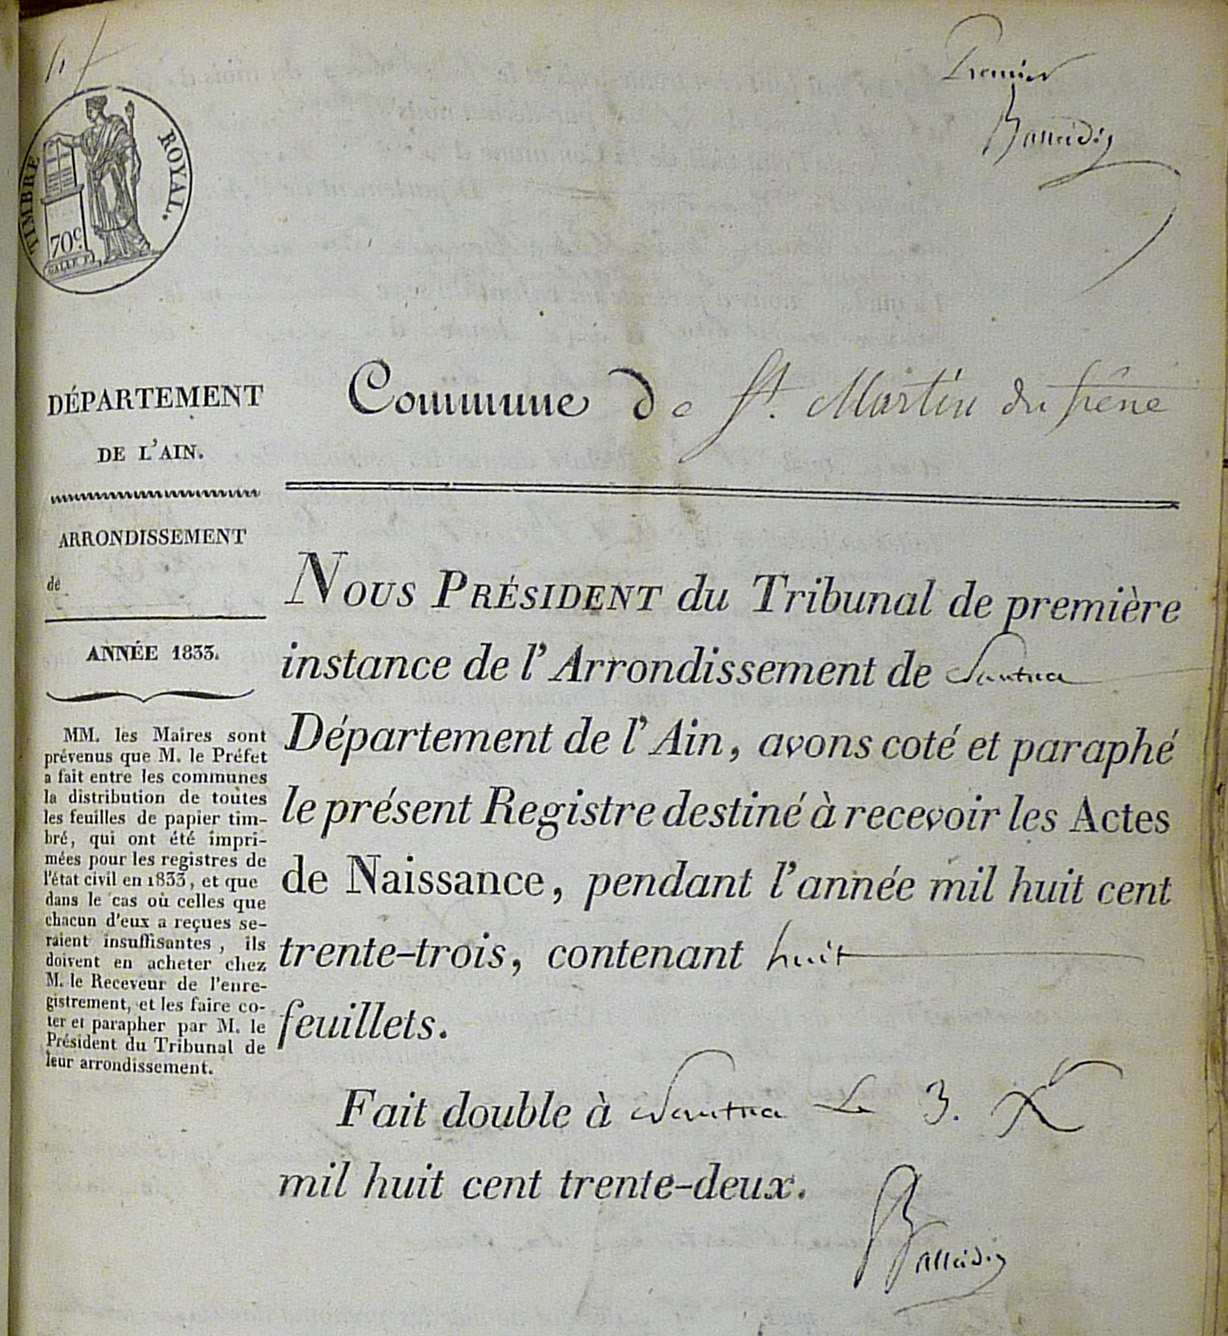 Premier
TIMBRE ROYAL.
70c.
DÉPARTEMENT
DE L'AIN.
ARRONDISSEMENT
de
ANNÉE 1833.
MM. les Maires sont
prévenus que M. le Préfet
a fait entre les communes
la distribution de toutes
les feuilles de papier tim-
bré, qui ont été impri-
mées pour les registres de
l'état civil en 1833, et que
dans le cas où celles que
chacun d'eux a reçues se-
raient insuffisantes, ils
doivent en acheter chez
M. le Receveur de l'enre-
gistrement, et les faire co-
ter et parapher par M. le
Président du Tribunal de
leur arrondissement.
Commune de St. Martin du frêne
NOUS PRÉSIDENT du Tribunal de première
instance de l'Arrondissement de Nantua
Département de l'Ain, avons coté et paraphé
le présent Registre destiné à recevoir les Actes
de Naissance, pendant l'année mil huit cent
trente-trois, contenant huit
feuillets.
Fait double à Nantua Le 3. Xe
mil huit cent trente-deux.